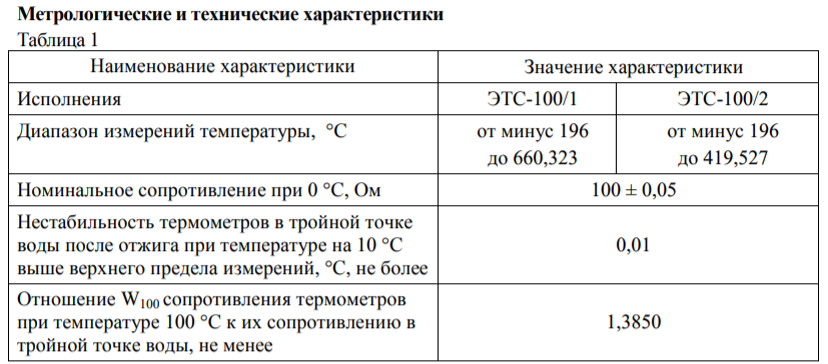 Метрологические и технические характеристики
Таблица 1
Наименование характеристики Значение характеристики
Исполнения ЭТС-100/1 ЭТС-100/2
Диапазон измерений температуры, °С от минус 196 от минус 196
до 660,323 до 419,527
Номинальное сопротивление при 0 °С, Ом 100 ± 0,05
Нестабильность термометров в тройной точке
воды после отжига при температуре на 10 °С 0,01
выше верхнего предела измерений, °С, не более
Отношение W100 сопротивления термометров
при температуре 100 °С к их сопротивлению в 1,3850
тройной точке воды, не менее